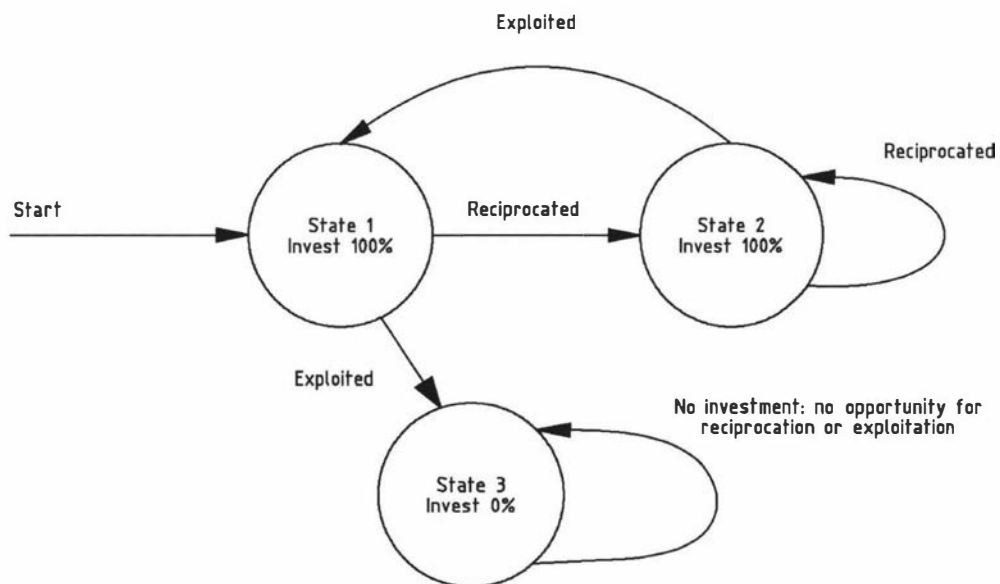 Exploited
Reciprocated
Start
State 1
Invest 100%
Reciprocated
State 2
Invest 100%
Exploited
No investment: no opportunity for
reciprocation or exploitation
State 3
Invest 0%